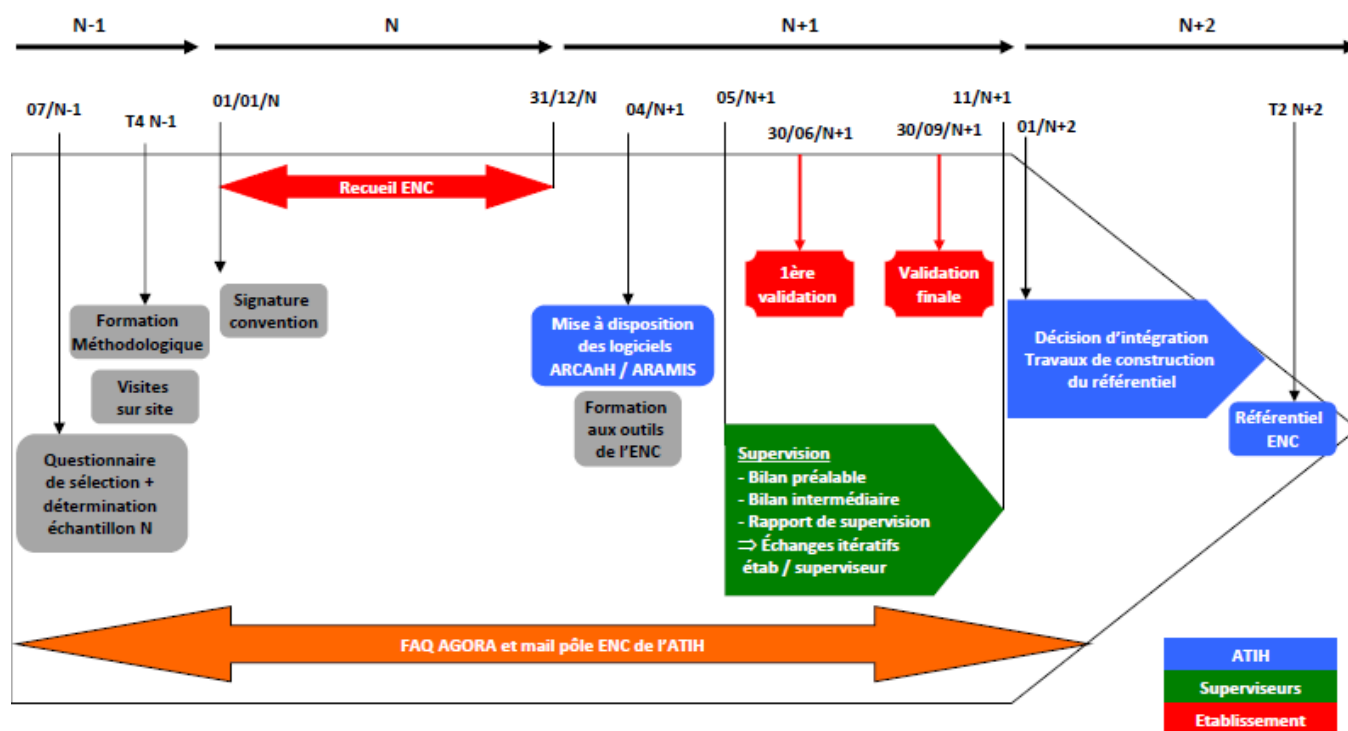 N-1
N
N+1
N+2
07/N-1
T4 N-1
01/01/N
31/12/N
04/N+1
05/N+1
30/06/N+1
30/09/N+1
11/N+1
01/N+2
T2 N+2
Recueil ENC
Formation
Méthodologique
Visites
sur site
Questionnaire
de sélection +
détermination
échantillon N
Signature
convention
Mise à disposition
des logiciels
ARCAnH / ARAMIS
Formation
aux outils
de l’ENC
1ère
validation
Validation
finale
Supervision
- Bilan préalable
- Bilan intermédiaire
- Rapport de supervision
⇒ Échanges itératifs
étab / superviseur
Décision d’intégration
Travaux de construction
du référentiel
Référentiel
ENC
FAQ AGORA et mail pôle ENC de l’ATIH
ATIH
Superviseurs
Etablissement